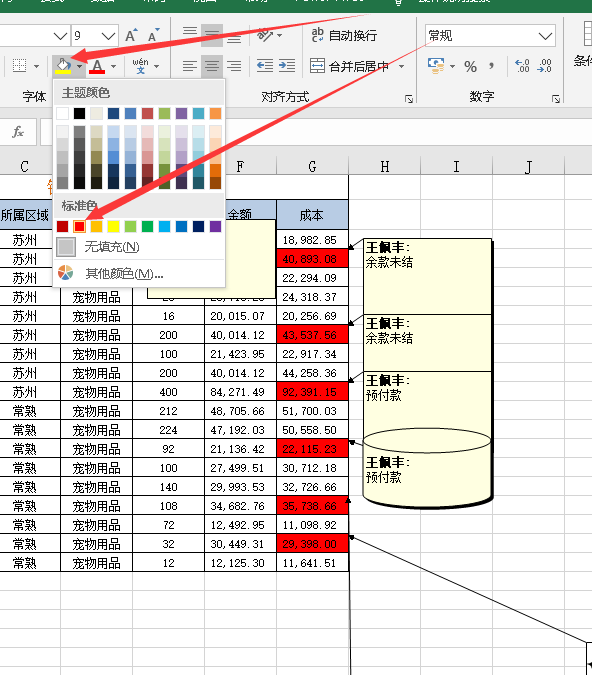 9
A A
A
wén
文
ab
c
自动换行
合并后居中
常规
% ,
.00
.0
条件
字体
对齐方式
数字
主题颜色
标准色
无填充(N)
其他颜色(M)...
fx
C F G H I J
所属区域 金额 成本
苏州 18,982.85
苏州 40,893.08
苏州 22,294.09
苏州 宠物用品 24,318.37
苏州 宠物用品 16 20,015.07 20,256.69
苏州 宠物用品 200 40,014.12 43,537.56
苏州 宠物用品 100 21,423.95 22,917.34
苏州 宠物用品 200 40,014.12 44,258.36
苏州 宠物用品 400 84,271.49 92,391.15
常熟 宠物用品 212 48,705.66 51,700.03
常熟 宠物用品 224 47,192.03 50,558.50
常熟 宠物用品 92 21,136.42 22,115.23
常熟 宠物用品 100 27,499.51 30,712.18
常熟 宠物用品 140 29,993.53 32,726.66
常熟 宠物用品 108 34,682.76 35,738.66
常熟 宠物用品 72 12,492.95 11,098.92
常熟 宠物用品 32 30,449.31 29,398.00
常熟 宠物用品 12 12,125.30 11,641.51
王佩丰:
余款未结
王佩丰:
余款未结
王佩丰:
预付款
王佩丰:
预付款